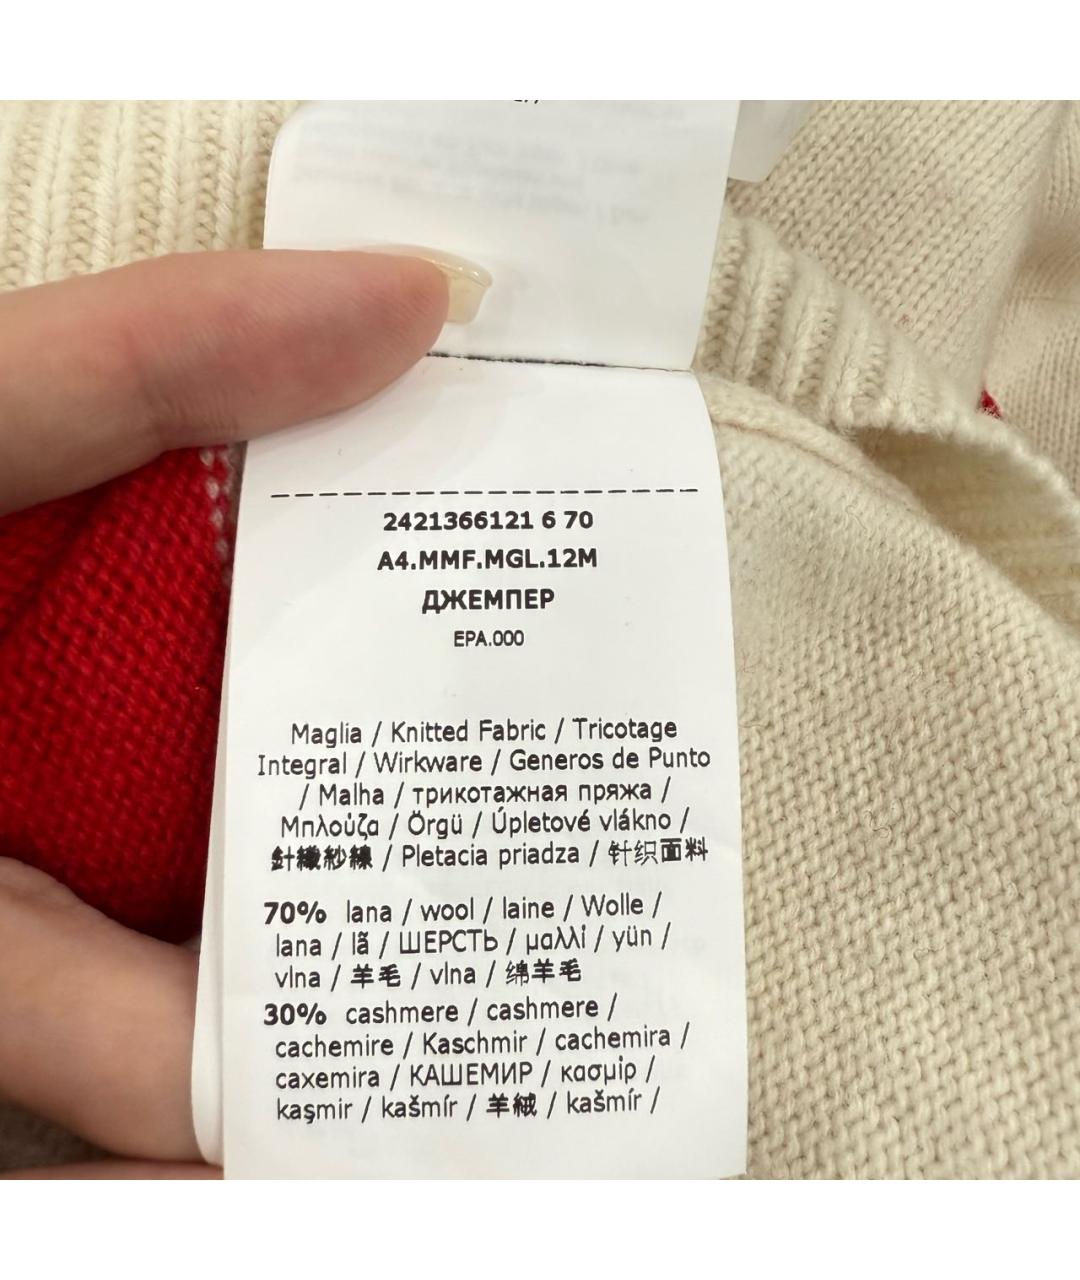 2421366121 6 70
A4.MMF.MGL.12M
ДЖЕМПЕР
EPA.000
Maglia / Knitted Fabric / Tricotage
Integral / Wirkware / Generos de Punto
/ Malha / трикотажная пряжа /
Μπλούζα / Örgü / Úpletové vlákno /
針織紗線 / Pletacia priadza / 针织面料
70% lana / wool / laine / Wolle /
lana / lã / ШЕРСТЬ / μαλλί / yün /
vlna / 羊毛 / vlna / 绵羊毛
30% cashmere / cashmere /
cachemire / Kaschmir / cachemira /
caxemira / КАШЕМИР / κασμίρ /
kaşmir / kašmír / 羊絨 / kašmír /